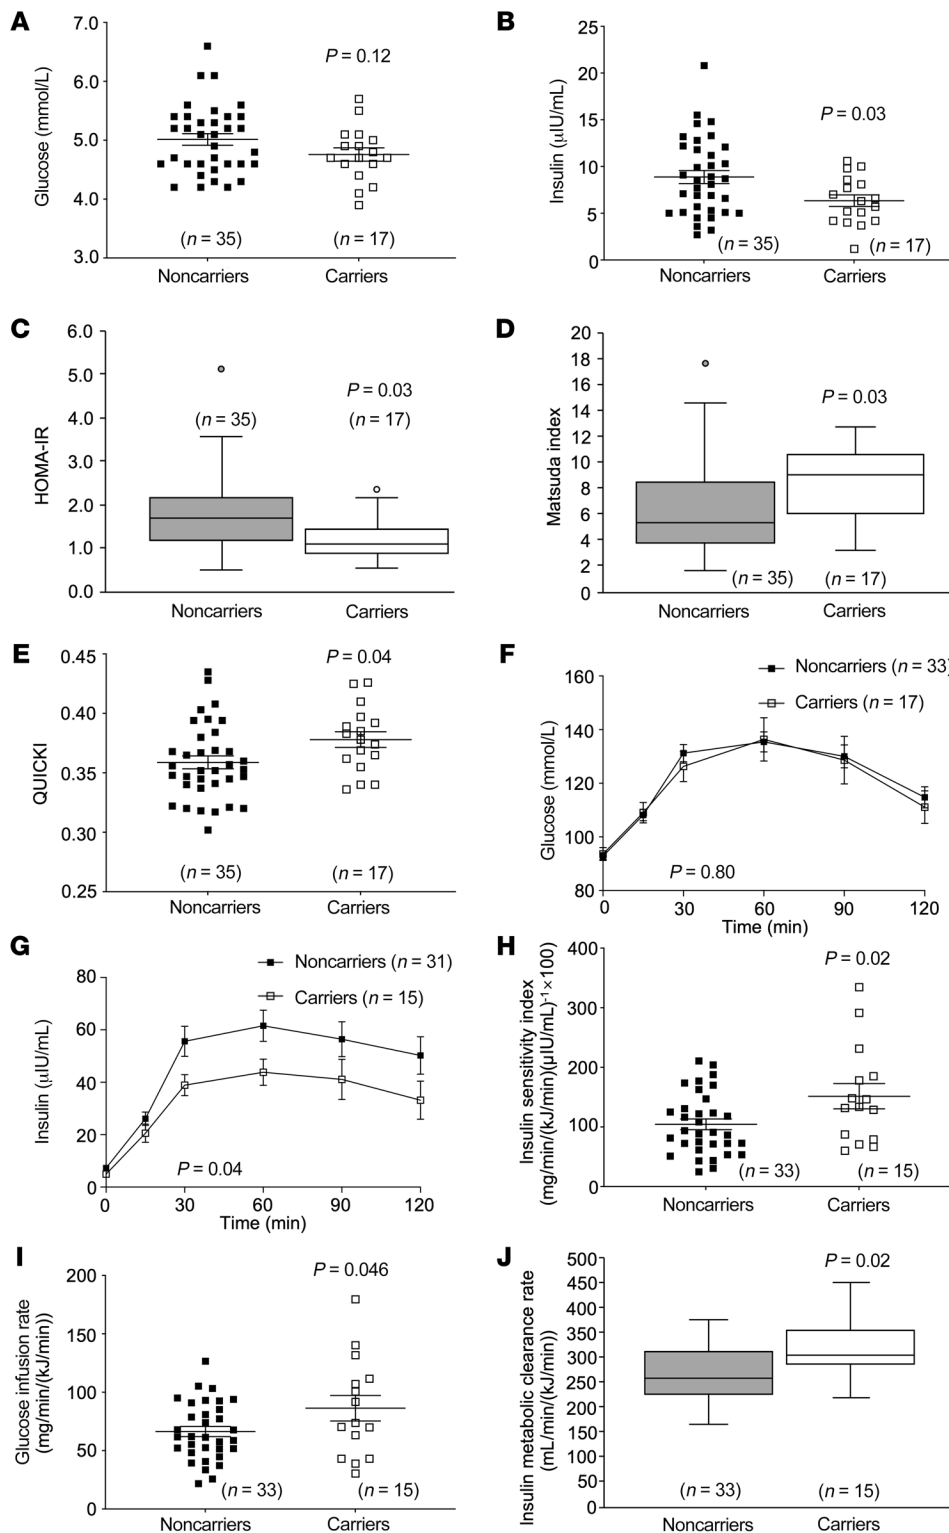 A
Glucose (mmol/L)
7.0
6.0
5.0
4.0
3.0
P = 0.12
(n = 35)
(n = 17)
Noncarriers
Carriers
B
Insulin (μIU/mL)
25
20
15
10
5
0
P = 0.03
(n = 35)
(n = 17)
Noncarriers
Carriers
C
HOMA-IR
6.0
5.0
4.0
3.0
2.0
1.0
0.0
P = 0.03
(n = 35)
(n = 17)
Noncarriers
Carriers
D
Matsuda index
20
18
16
14
12
10
8
6
4
2
0
P = 0.03
(n = 35)
(n = 17)
Noncarriers
Carriers
E
QUICKI
0.45
0.40
0.35
0.30
0.25
P = 0.04
(n = 35)
(n = 17)
Noncarriers
Carriers
F
Noncarriers (n = 33)
Carriers (n = 17)
Glucose (mmol/L)
160
140
120
100
80
P = 0.80
0 30 60 90 120
Time (min)
G
Noncarriers (n = 31)
Carriers (n = 15)
Insulin (μIU/mL)
80
60
40
20
0
P = 0.04
0 30 60 90 120
Time (min)
H
Insulin sensitivity index
(mg/min/(kJ/min)(μIU/mL)⁻¹×100)
400
300
200
100
0
P = 0.02
(n = 33)
(n = 15)
Noncarriers
Carriers
I
Glucose infusion rate
(mg/min/(kJ/min))
200
150
100
50
0
P = 0.046
(n = 33)
(n = 15)
Noncarriers
Carriers
J
Insulin metabolic clearance rate
(mL/min/(kJ/min))
500
450
400
350
300
250
200
150
100
50
0
P = 0.02
(n = 33)
(n = 15)
Noncarriers
Carriers